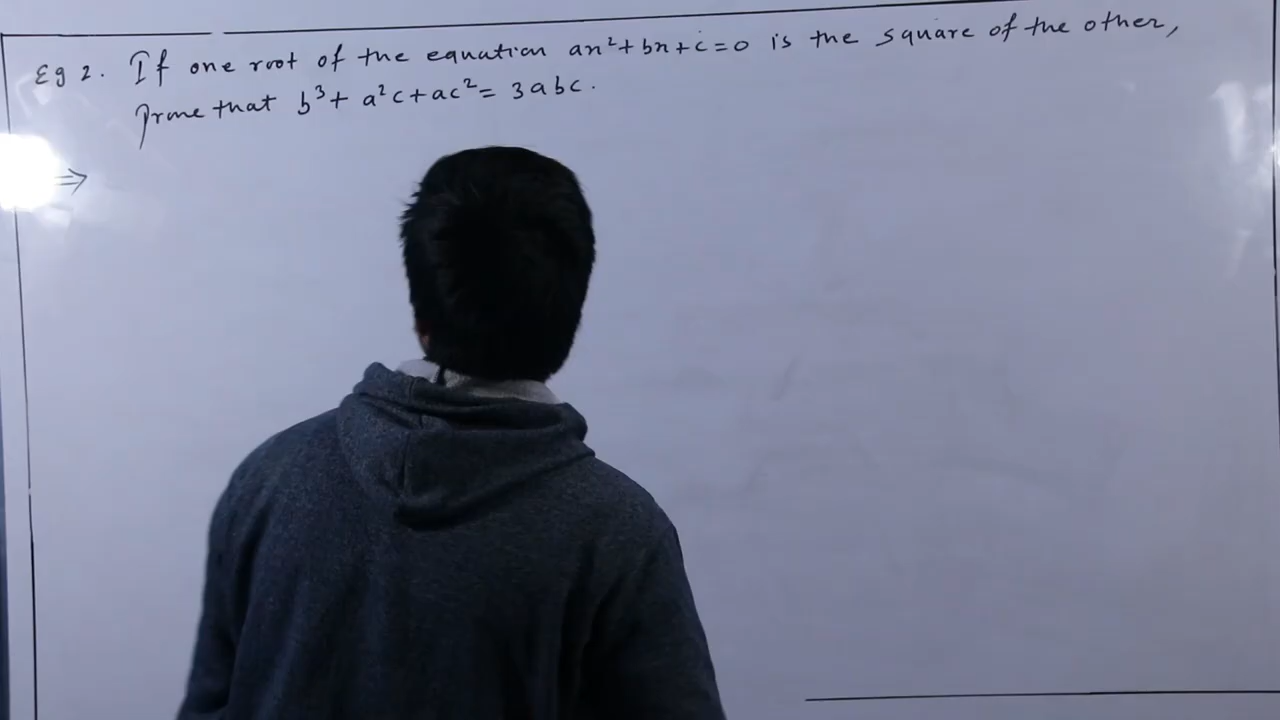 Eg 2. If one root of the equation ax²+bx+c=0 is the square of the other,
Prove that b³+ a²c+ac²= 3abc.
⇒